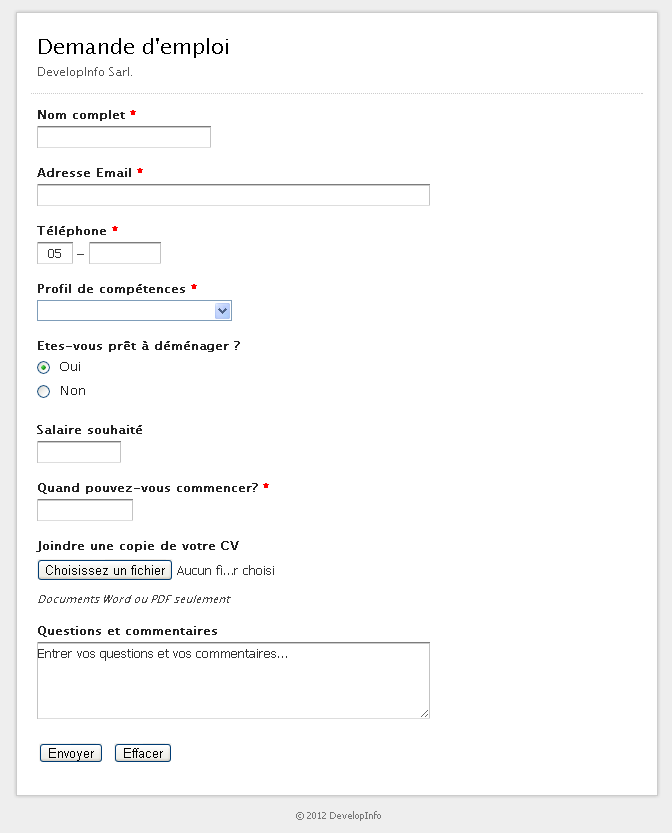 Demande d'emploi
DevelopInfo Sarl.
Nom complet *
Adresse Email *
Téléphone *
05 –
Profil de compétences *
Etes-vous prêt à déménager ?
Oui
Non
Salaire souhaité
Quand pouvez-vous commencer? *
Joindre une copie de votre CV
Choisissez un fichier Aucun fi...r choisi
Documents Word ou PDF seulement
Questions et commentaires
Entrer vos questions et vos commentaires...
Envoyer Effacer
© 2012 DevelopInfo